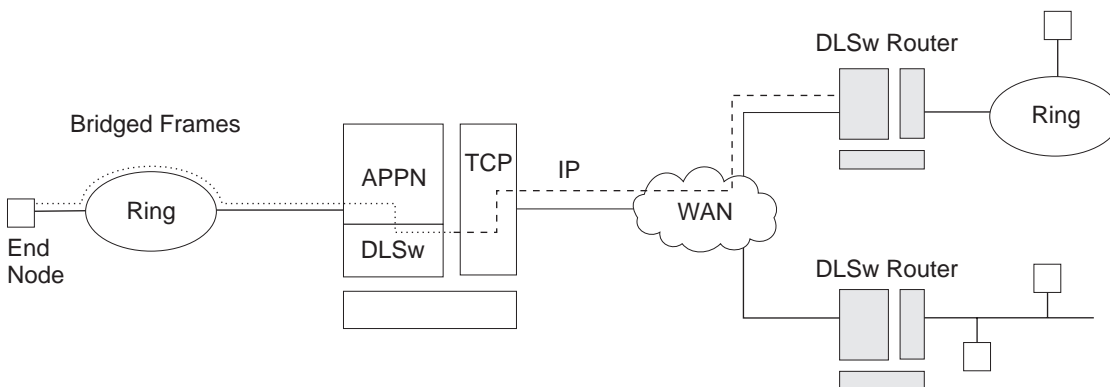 DLSw Router
Bridged Frames
Ring
End
Node
Ring
APPN
DLSw
TCP
IP
WAN
DLSw Router